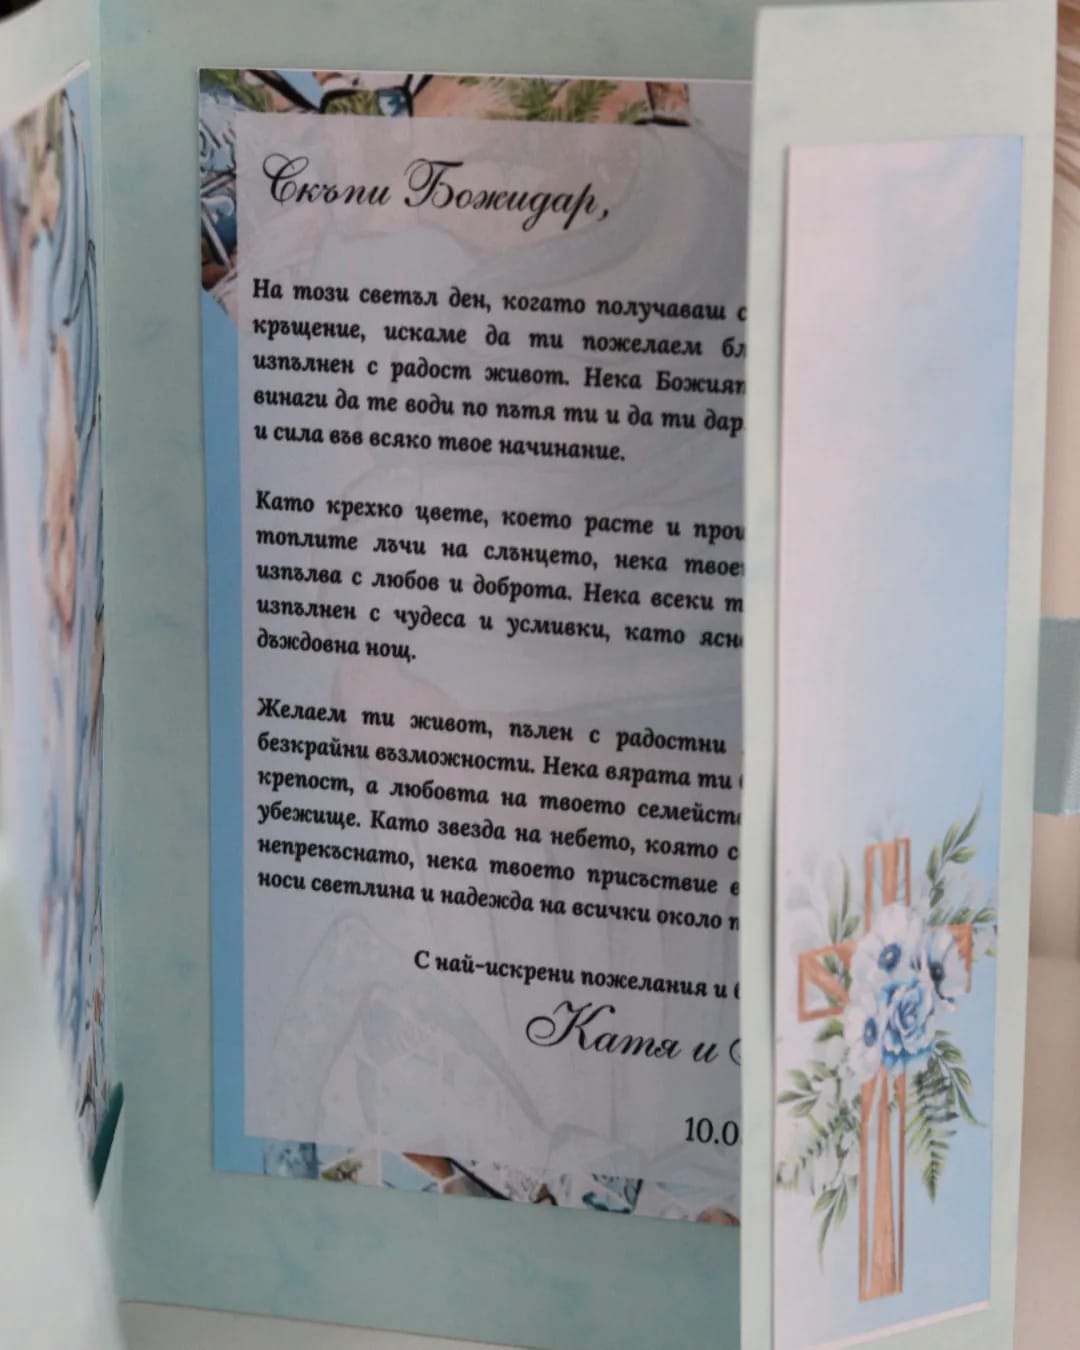 Скъпи Божидар,
На този светъл ден, когато получаваш
кръщение, искаме да ти пожелаем
изпълнен с радост живот. Нека
винаги да те води по пътя ти и да ти
и сила във всяко твое начинание.
Като крехко цвете, което расте и
топлите лъчи на слънцето, нека
изпълва с любов и доброта. Нека всеки
изпълнен с чудеса и усмивки, като
дъждовна нощ.
Желаем ти живот, пълен с радостни
безкрайни възможности. Нека вярата ти
крепост, а любовта на твоето
убежище. Като звезда на небето, която
непрекъснато, нека твоето присъствие
носи светлина и надежда на всички около
С най-искрени пожелания и
Катя и
10.0